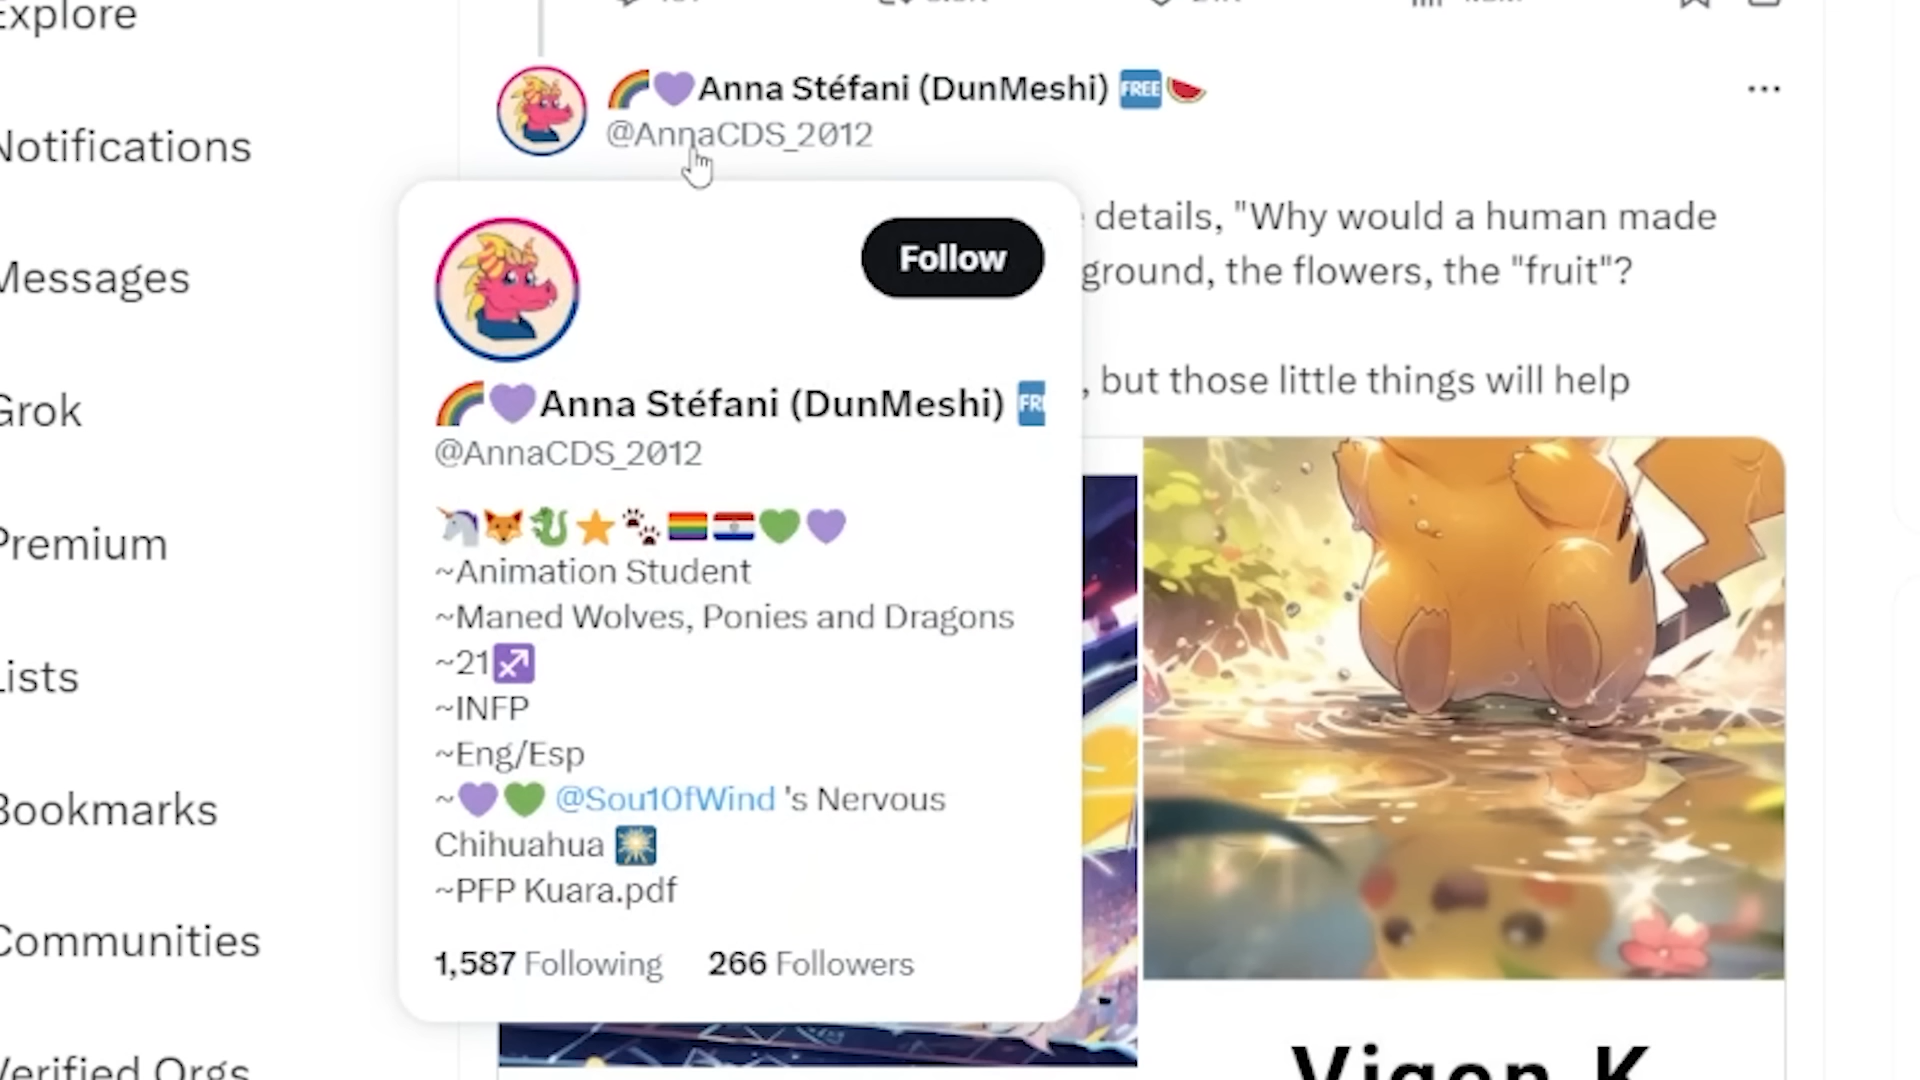 Explore
Notifications
Messages
Grok
Premium
Lists
Bookmarks
Communities
Verified Orgs
🌈💜Anna Stéfani (DunMeshi) 🆓🍉
@AnnaCDS_2012
details, "Why would a human made
ground, the flowers, the "fruit"?
, but those little things will help
Follow
🌈💜Anna Stéfani (DunMeshi)
@AnnaCDS_2012
🦄🦊🐉⭐🐾🏳️‍🌈🇵🇾💚💜
~Animation Student
~Maned Wolves, Ponies and Dragons
~21♐
~INFP
~Eng/Esp
~💜💚 @Sou1OfWind 's Nervous
Chihuahua 🎆
~PFP Kuara.pdf
1,587 Following 266 Followers
Vigen K